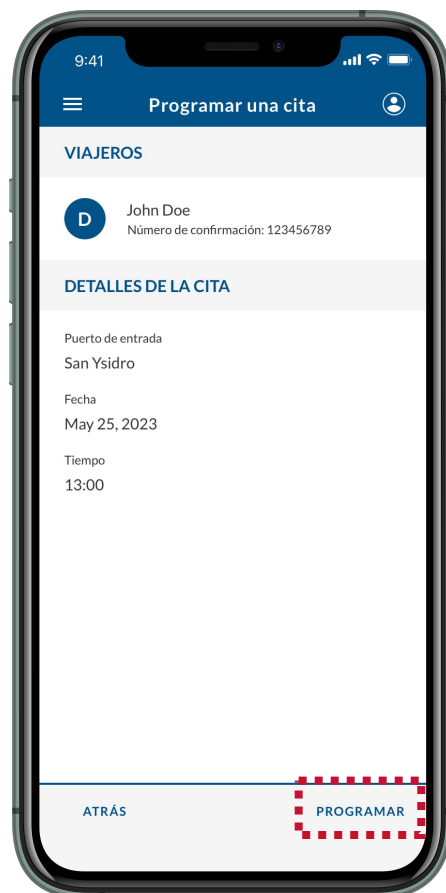 9:41
Programar una cita
VIAJEROS
D
John Doe
Número de confirmación: 123456789
DETALLES DE LA CITA
Puerto de entrada
San Ysidro
Fecha
May 25, 2023
Tiempo
13:00
ATRÁS
PROGRAMAR